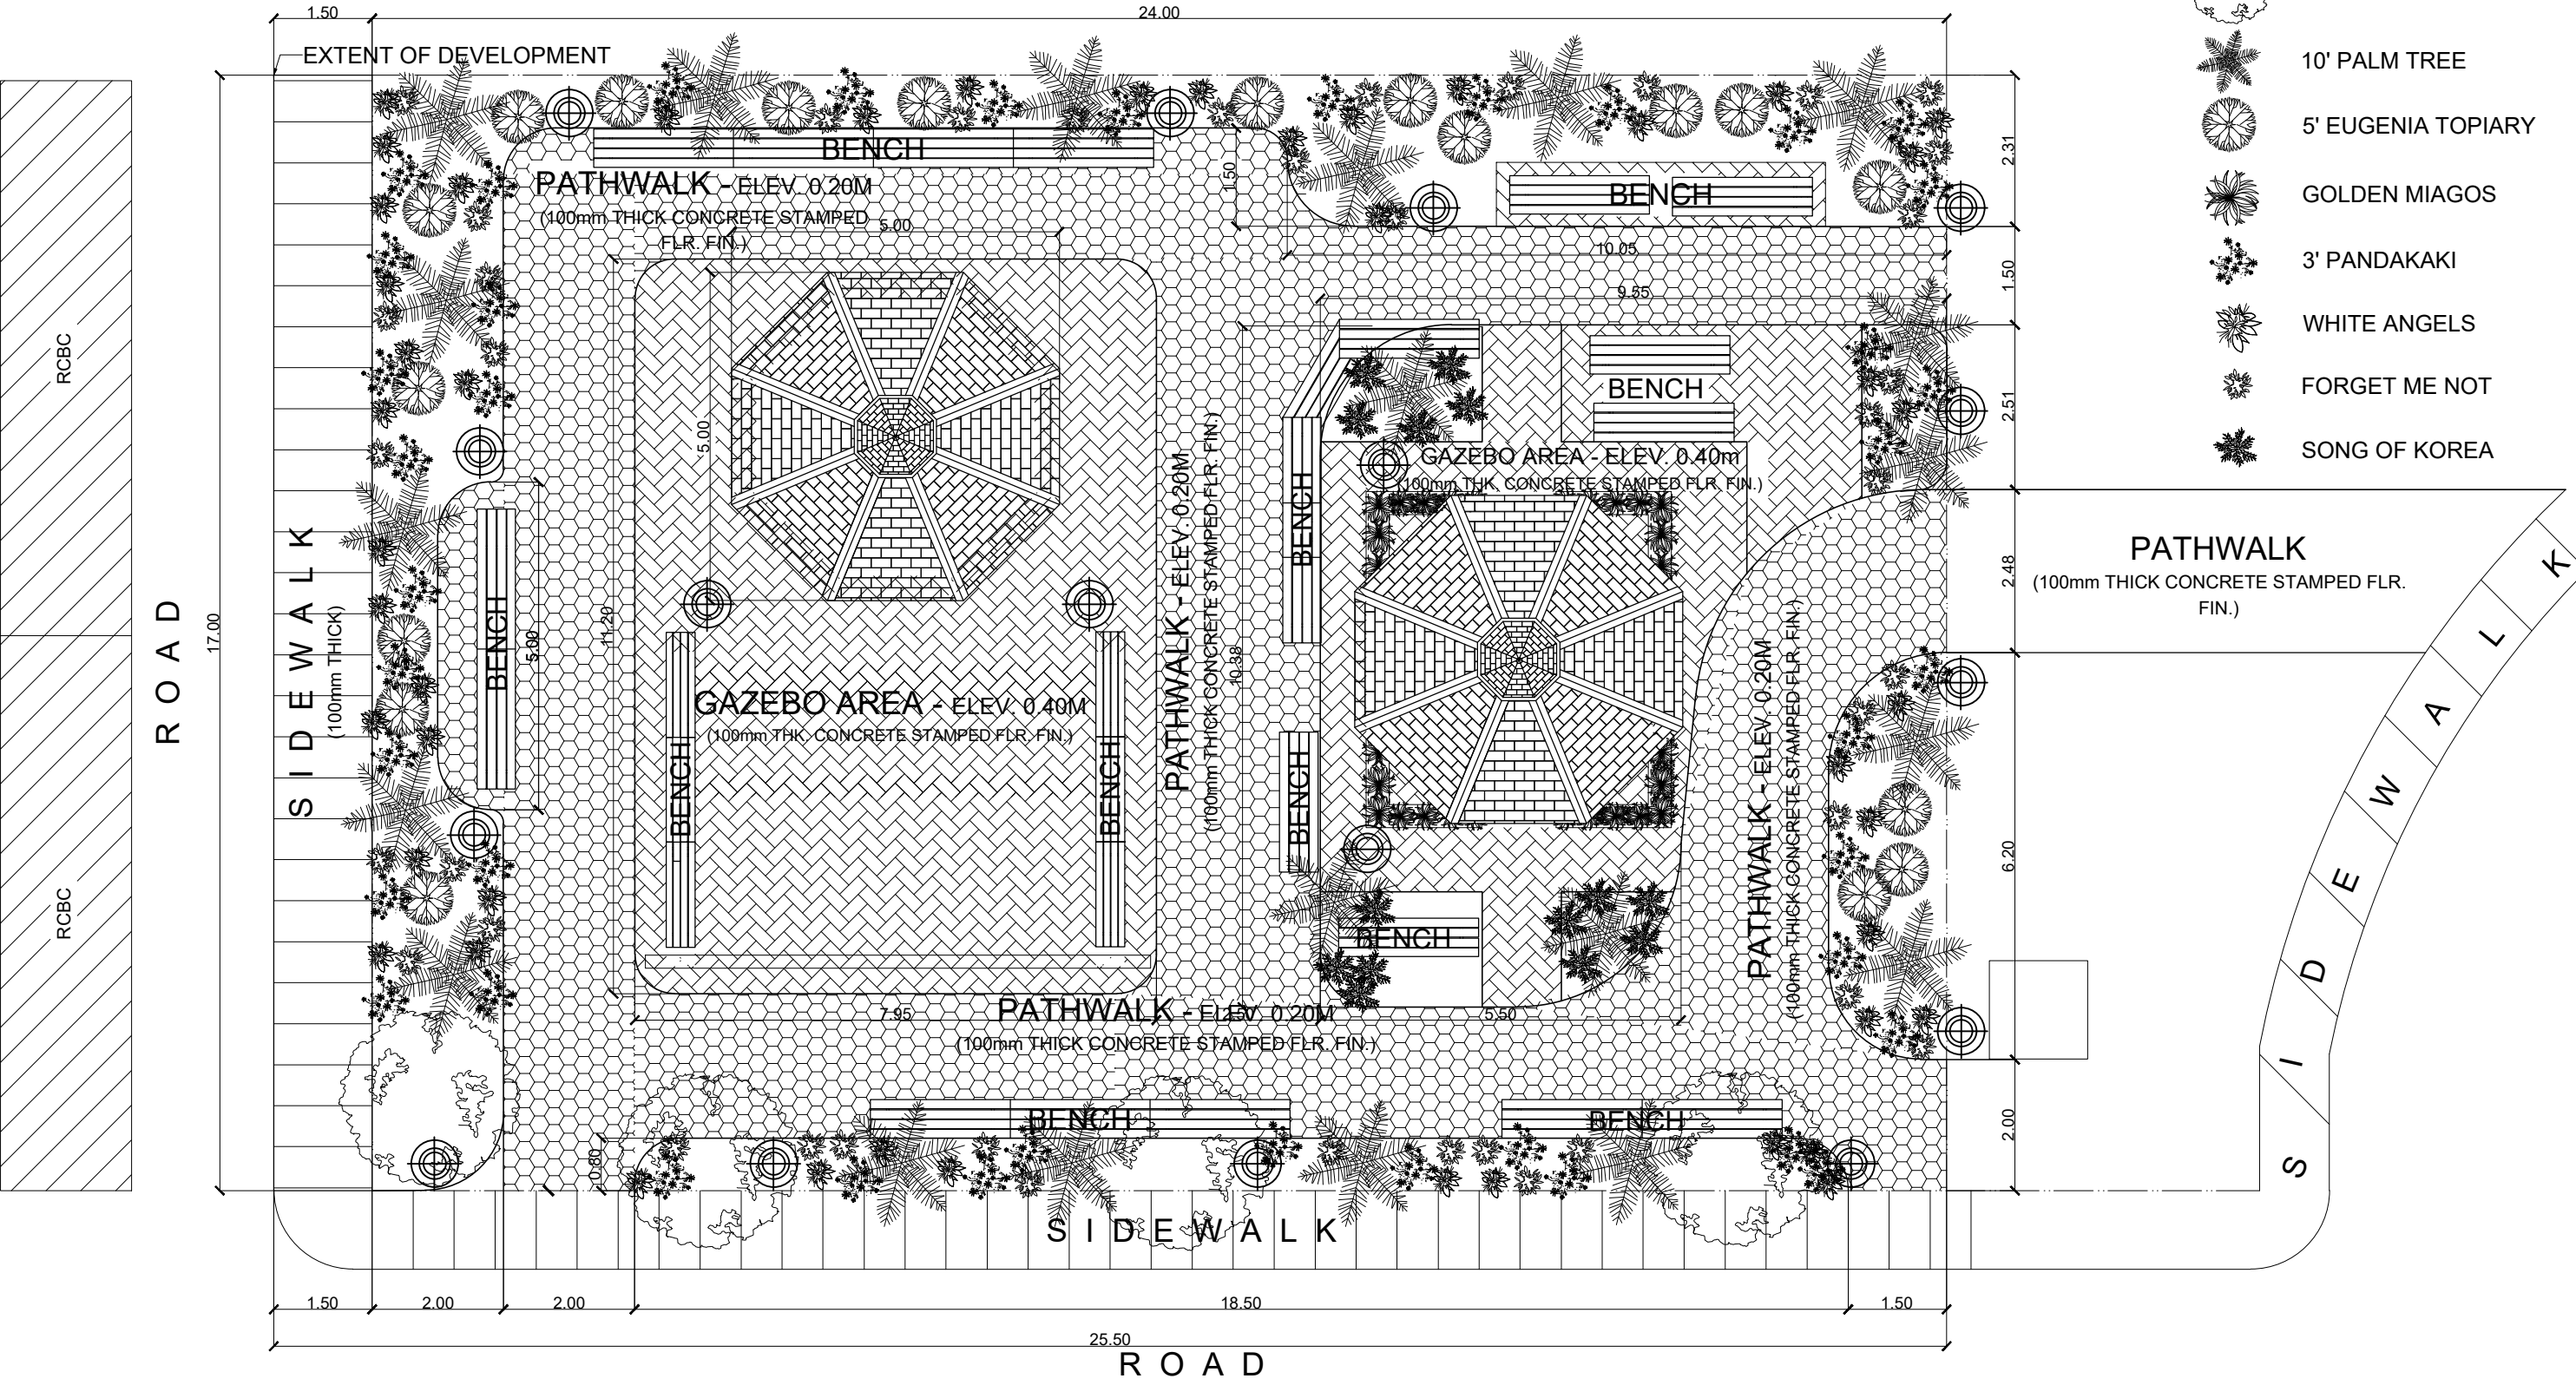 1.50
24.00
EXTENT OF DEVELOPMENT
10' PALM TREE
5' EUGENIA TOPIARY
GOLDEN MIAGOS
3' PANDAKAKI
WHITE ANGELS
FORGET ME NOT
SONG OF KOREA
BENCH
PATHWALK - ELEV. 0.20M
(100mm THICK CONCRETE STAMPED
FLR. FIN.)
5.00
1.50
BENCH
2.31
10.05
1.50
9.55
RCBC
5.00
BENCH
2.51
GAZEBO AREA - ELEV. 0.40m
(100mm THK. CONCRETE STAMPED FLR. FIN.)
BENCH
PATHWALK - ELEV. 0.20M
(100mm THICK CONCRETE STAMPED FLR. FIN.)
PATHWALK
(100mm THICK CONCRETE STAMPED FLR.
FIN.)
2.48
ROAD
17.00
SIDEWALK
(100mm THICK)
BENCH
5.00
11.20
10.38
GAZEBO AREA - ELEV. 0.40M
(100mm THK. CONCRETE STAMPED FLR. FIN.)
BENCH
BENCH
BENCH
PATHWALK - ELEV. 0.20M
(100mm THICK CONCRETE STAMPED FLR. FIN.)
SIDEWALK
6.20
RCBC
BENCH
7.95
PATHWALK - ELEV. 0.20M
(100mm THICK CONCRETE STAMPED FLR. FIN.)
5.50
BENCH
BENCH
2.00
0.80
SIDEWALK
1.50
2.00
2.00
18.50
1.50
25.50
ROAD